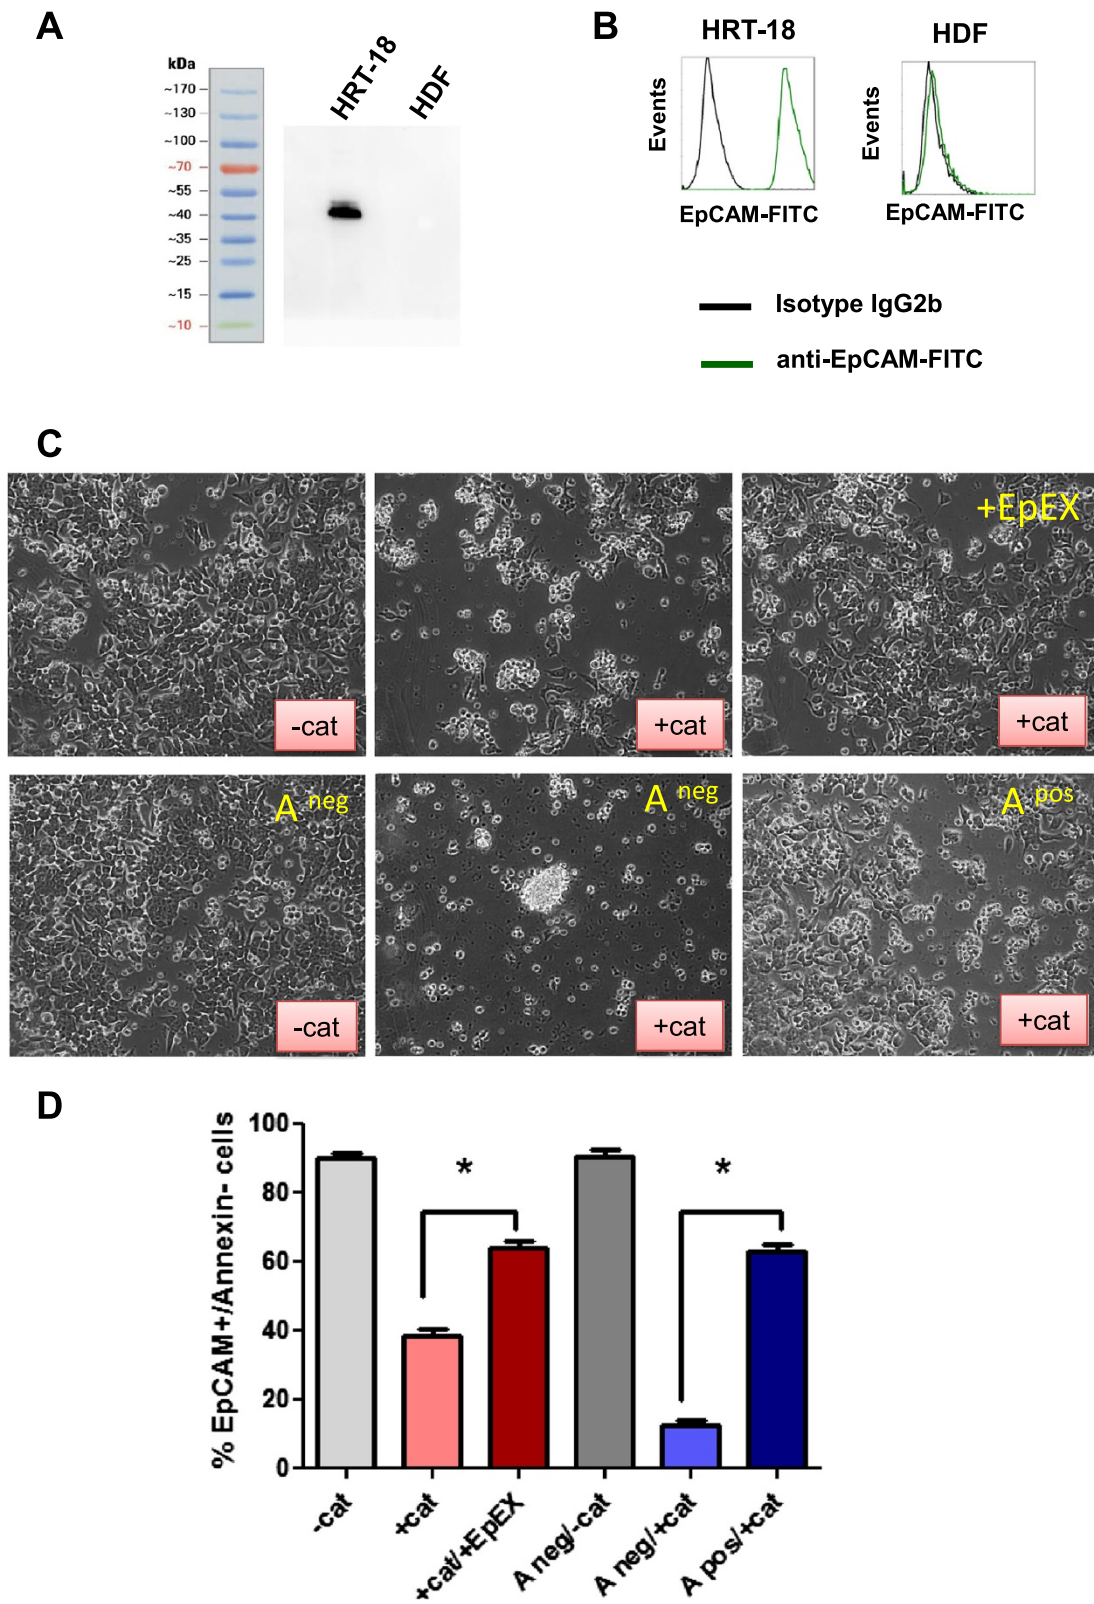 A
kDa
~170
~130
~100
~70
~55
~40
~35
~25
~15
~10
HRT-18
HDF
B
HRT-18
HDF
Events
Events
EpCAM-FITC
EpCAM-FITC
Isotype IgG2b
anti-EpCAM-FITC
C
-cat
+cat
+EpEX
+cat
A neg
-cat
A neg
+cat
A pos
+cat
D
% EpCAM+/Annexin- cells
100
80
60
40
20
0
*
*
-cat
+cat
+cat/+EpEX
A neg/-cat
A neg/+cat
A pos/+cat